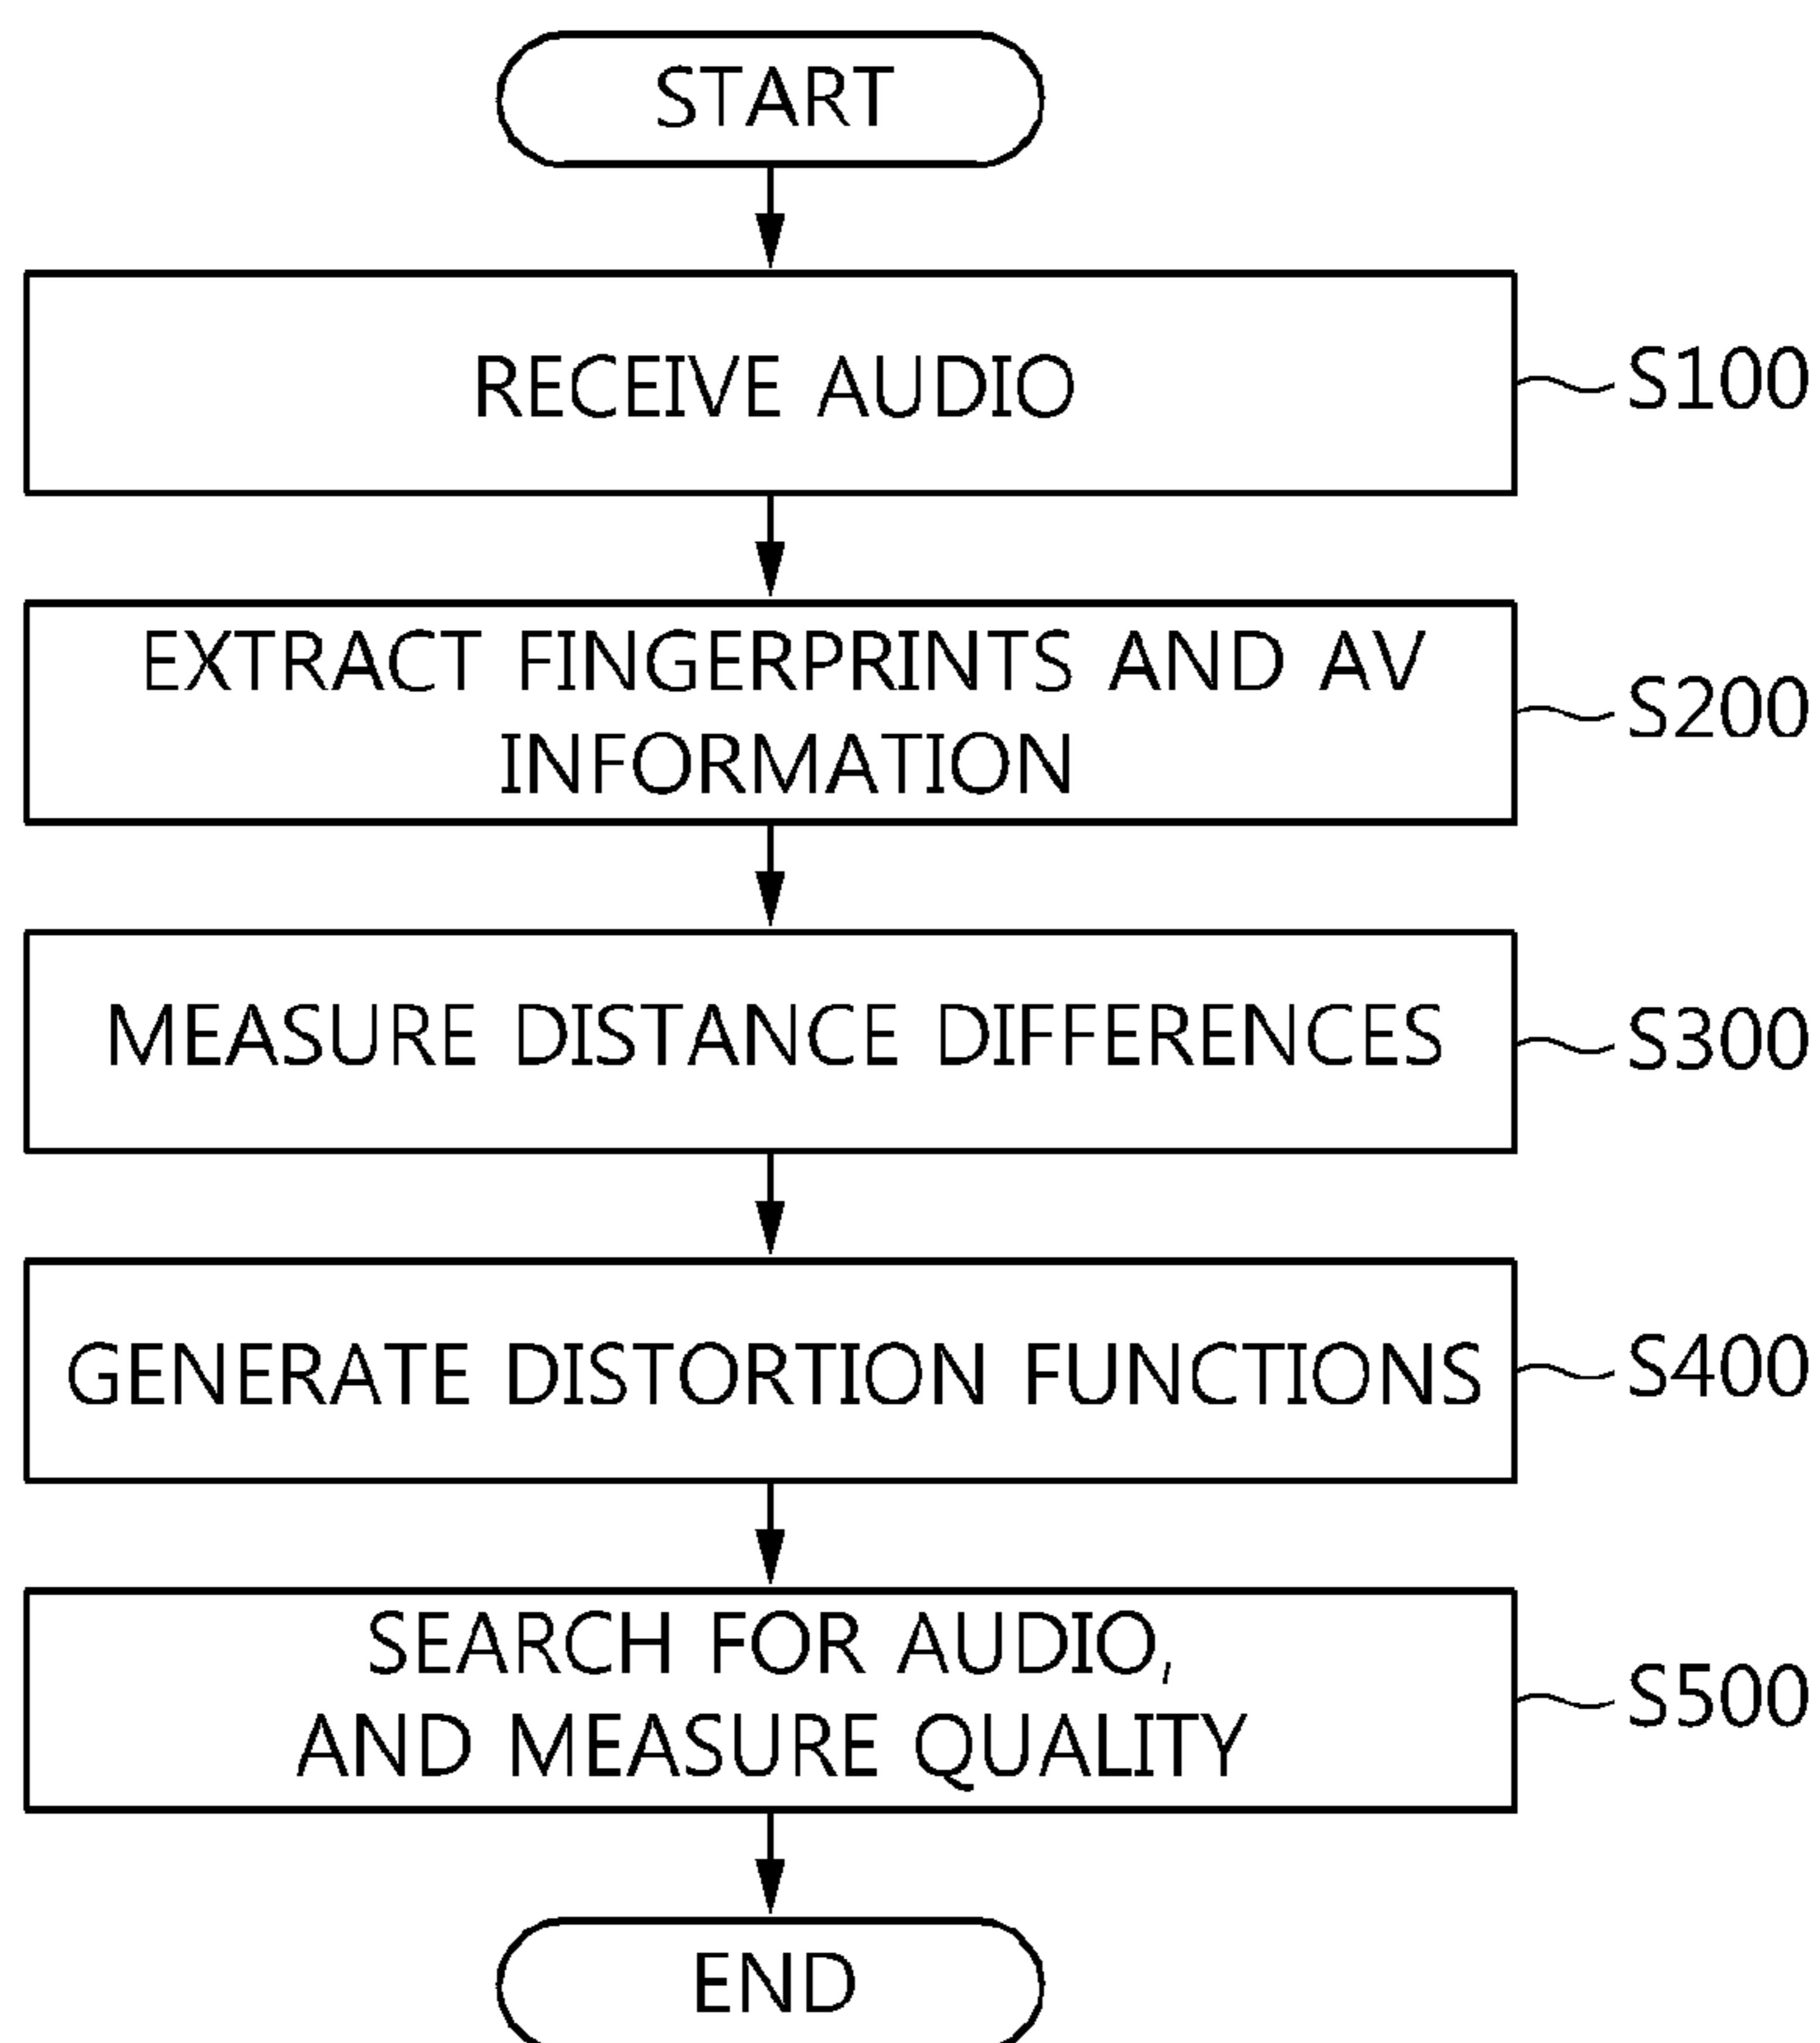 START
RECEIVE AUDIO
S100
EXTRACT FINGERPRINTS AND AV
INFORMATION
S200
MEASURE DISTANCE DIFFERENCES
S300
GENERATE DISTORTION FUNCTIONS
S400
SEARCH FOR AUDIO,
AND MEASURE QUALITY
S500
END